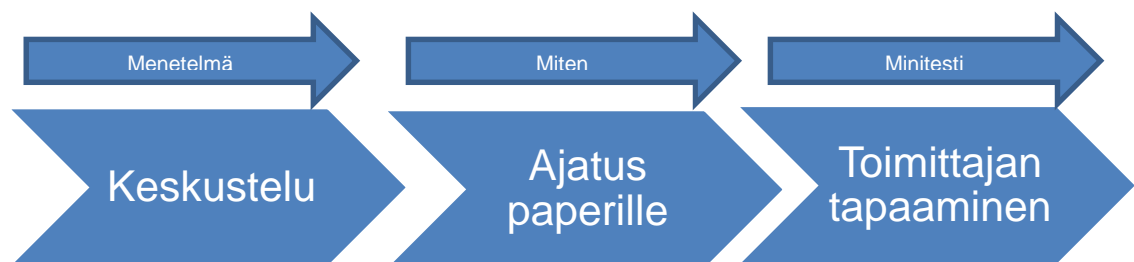 Menetelmä
Miten
Minitesti
Keskustelu
Ajatus
paperille
Toimittajan
tapaaminen